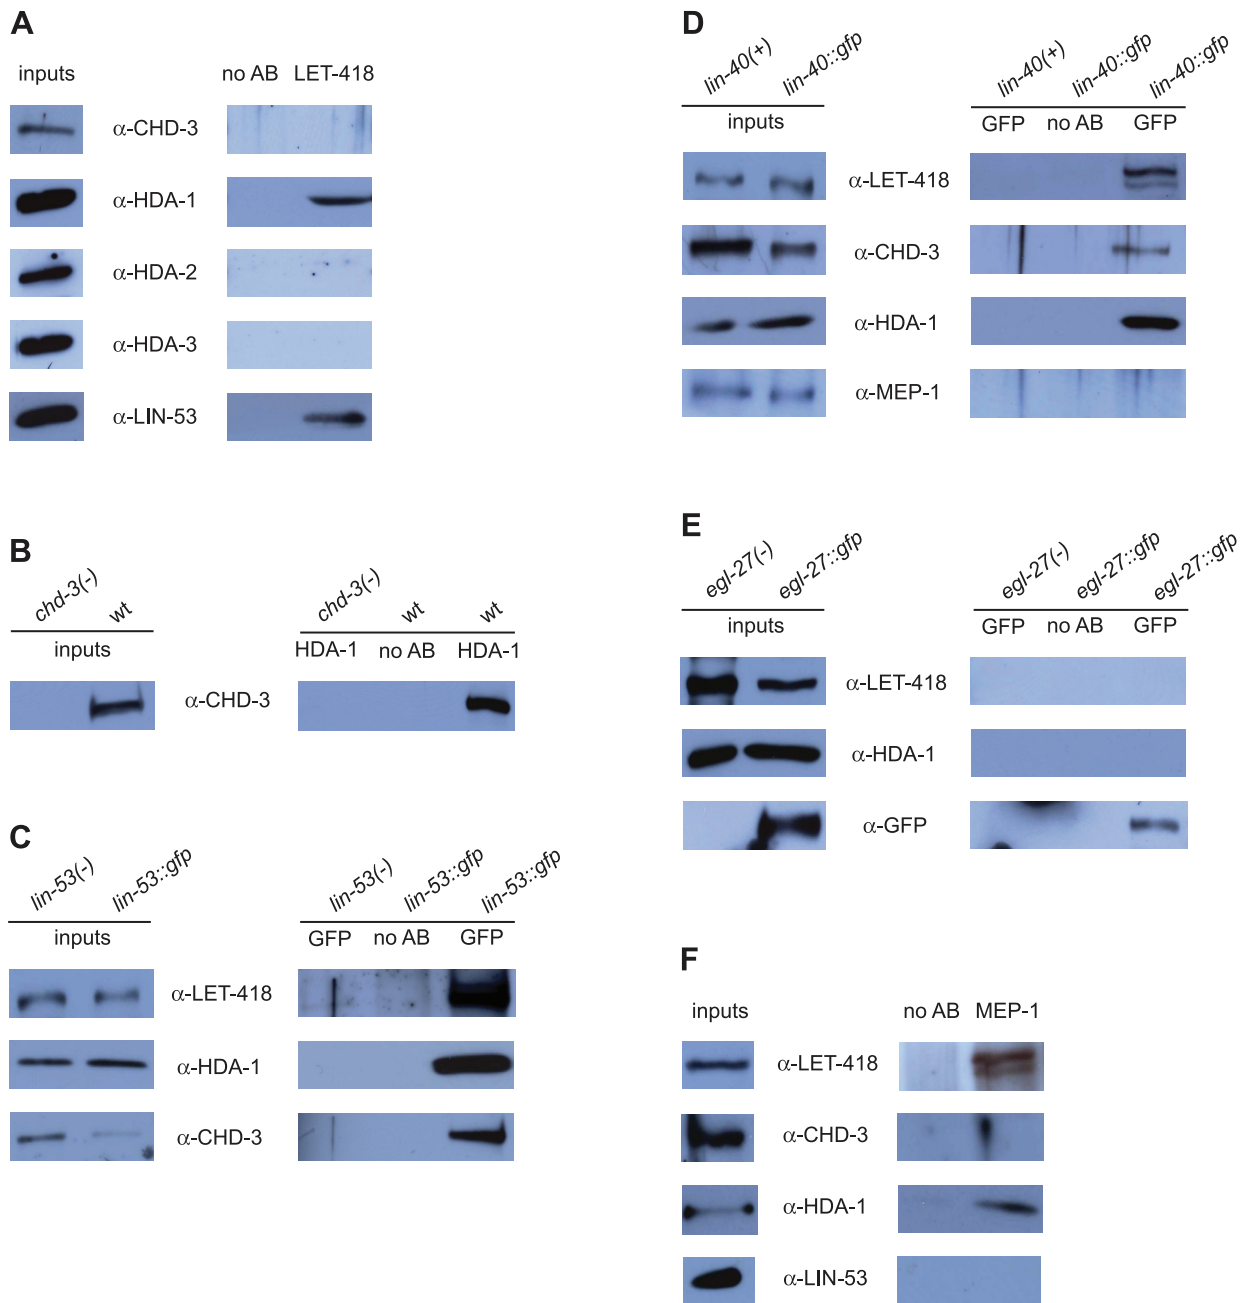 A
inputs
no AB LET-418
α-CHD-3
α-HDA-1
α-HDA-2
α-HDA-3
α-LIN-53
B
chd-3(-) wt
inputs
chd-3(-) wt wt
HDA-1 no AB HDA-1
α-CHD-3
C
lin-53(-) lin-53::gfp
inputs
lin-53(-) lin-53::gfp lin-53::gfp
GFP no AB GFP
α-LET-418
α-HDA-1
α-CHD-3
D
lin-40(+) lin-40::gfp
inputs
lin-40(+) lin-40::gfp lin-40::gfp
GFP no AB GFP
α-LET-418
α-CHD-3
α-HDA-1
α-MEP-1
E
egl-27(-) egl-27::gfp
inputs
egl-27(-) egl-27::gfp egl-27::gfp
GFP no AB GFP
α-LET-418
α-HDA-1
α-GFP
F
inputs
no AB MEP-1
α-LET-418
α-CHD-3
α-HDA-1
α-LIN-53